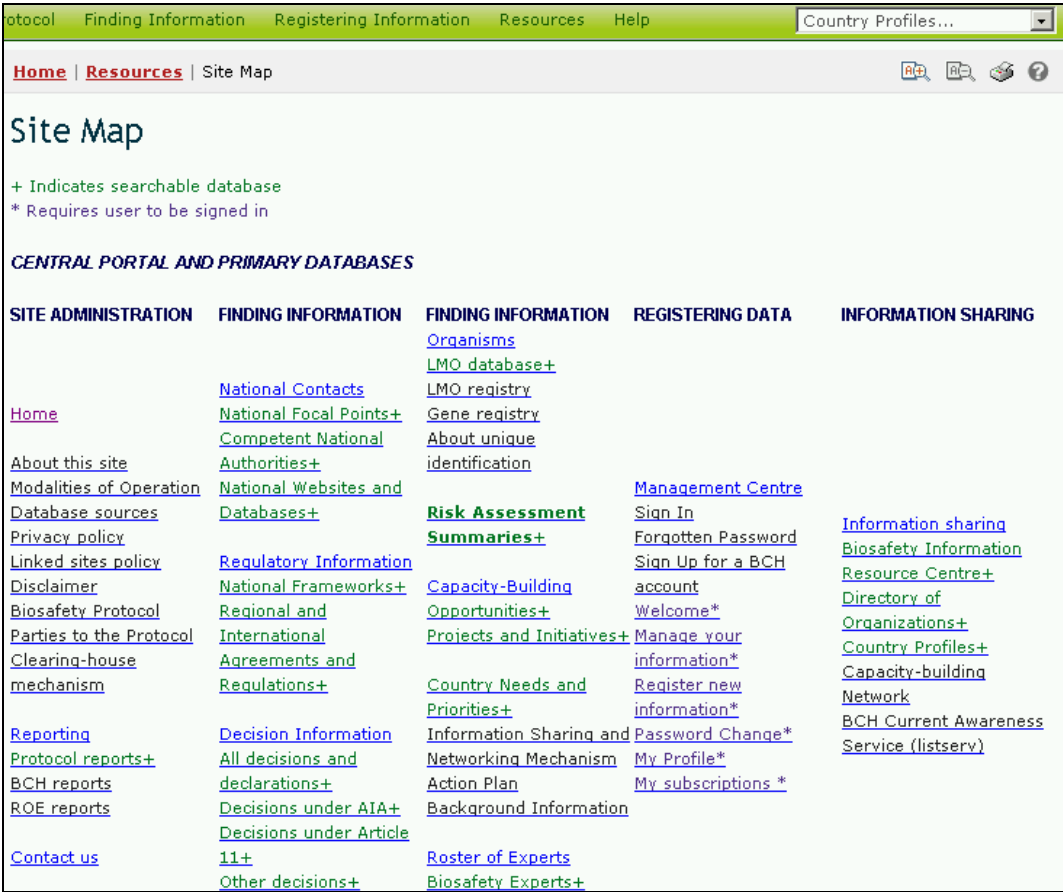 otocol Finding Information Registering Information Resources Help Country Profiles...
Home | Resources | Site Map
Site Map
+ Indicates searchable database
* Requires user to be signed in
CENTRAL PORTAL AND PRIMARY DATABASES
SITE ADMINISTRATION
Home
About this site
Modalities of Operation
Database sources
Privacy policy
Linked sites policy
Disclaimer
Biosafety Protocol
Parties to the Protocol
Clearing-house
mechanism
Reporting
Protocol reports+
BCH reports
ROE reports
Contact us
FINDING INFORMATION
National Contacts
National Focal Points+
Competent National
Authorities+
National Websites and
Databases+
Regulatory Information
National Frameworks+
Regional and
International
Agreements and
Regulations+
Decision Information
All decisions and
declarations+
Decisions under AIA+
Decisions under Article
11+
Other decisions+
FINDING INFORMATION
Organisms
LMO database+
LMO registry
Gene registry
About unique
identification
Risk Assessment
Summaries+
Capacity-Building
Opportunities+
Projects and Initiatives+
Country Needs and
Priorities+
Information Sharing and
Networking Mechanism
Action Plan
Background Information
Roster of Experts
Biosafety Experts+
REGISTERING DATA
Management Centre
Sign In
Forgotten Password
Sign Up for a BCH
account
Welcome*
Manage your
information*
Register new
information*
Password Change*
My Profile*
My subscriptions *
INFORMATION SHARING
Information sharing
Biosafety Information
Resource Centre+
Directory of
Organizations+
Country Profiles+
Capacity-building
Network
BCH Current Awareness
Service (listserv)